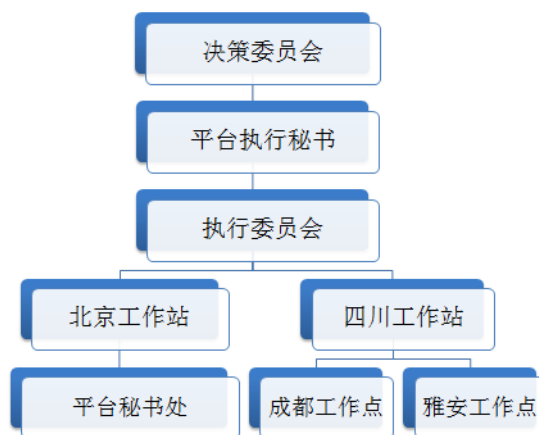 决策委员会
平台执行秘书
执行委员会
北京工作站
四川工作站
平台秘书处
成都工作点
雅安工作点